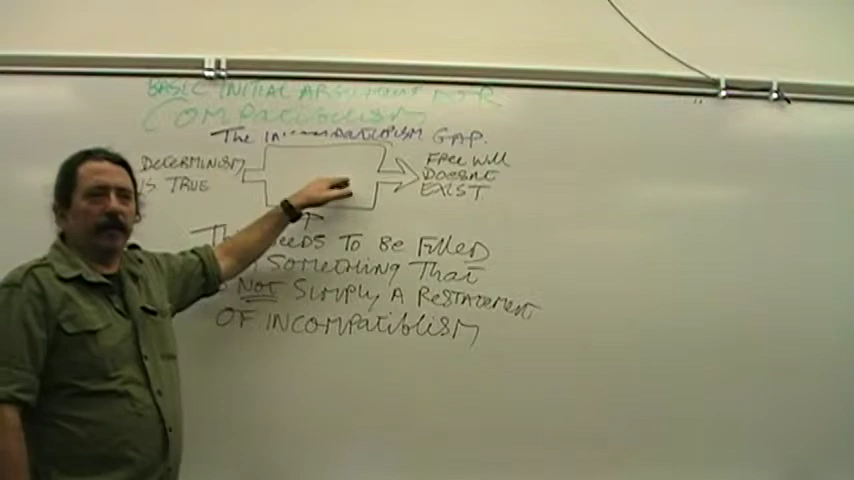 BASIC INITIAL ARGUMENT FOR
COMPATIBILISM
The INCOMPATIBILISM GAP.
DETERMINISM
IS TRUE
FREE WILL
DOESN'T
EXIST
NEEDS TO BE FILLED
SOMETHING THAT
NOT SIMPLY A RESTATEMENT
OF INCOMPATIBLISM